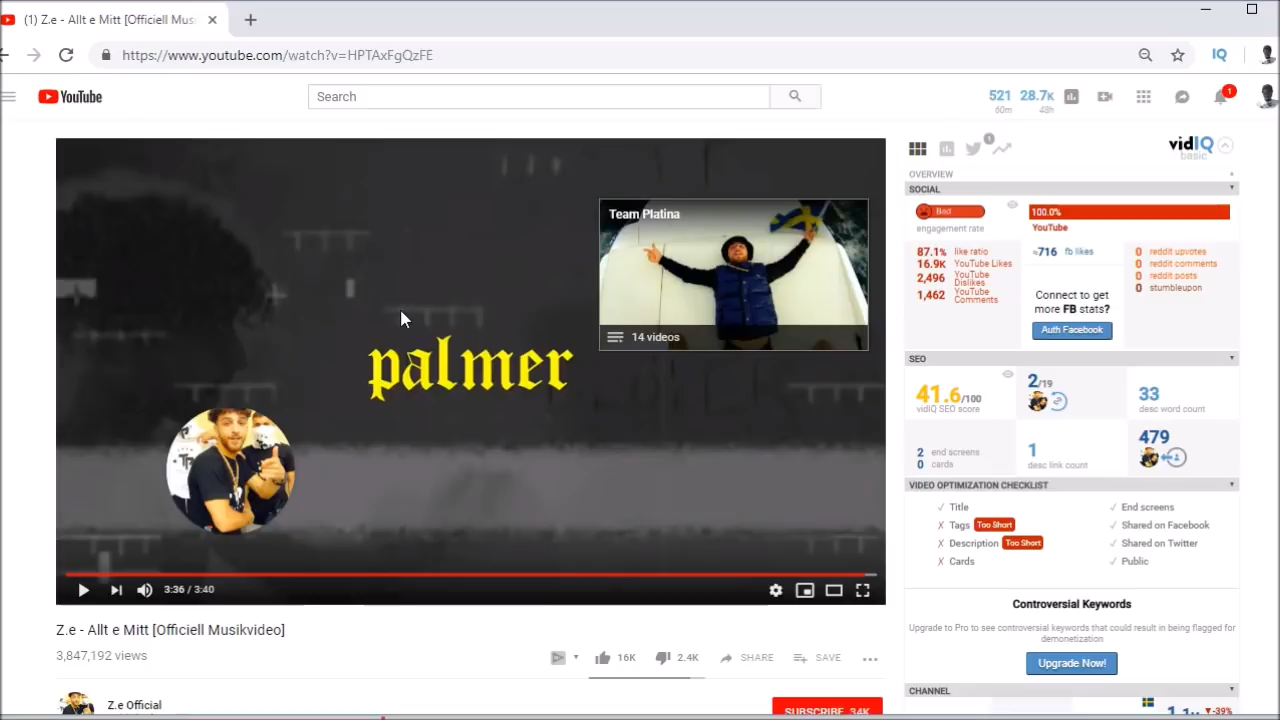 (1) Z.e - Allt e Mitt [Officiell Mus
https://www.youtube.com/watch?v=HPTAxFgQzFE
IQ
YouTube
Search
521 28.7K
60m 48h
1
1
vidIQ
basic
OVERVIEW
SOCIAL
Bad
engagement rate
100.0%
YouTube
87.1% like ratio
16.9K YouTube Likes
2,496 YouTube Dislikes
1,462 YouTube Comments
≈716 fb likes
Connect to get
more FB stats?
Auth Facebook
0 reddit upvotes
0 reddit comments
0 reddit posts
0 stumbleupon
Team Platina
14 videos
palmer
3:36 / 3:40
SEO
41.6/100
vidIQ SEO score
2/19
33
desc word count
2 end screens
0 cards
1
desc link count
479
VIDEO OPTIMIZATION CHECKLIST
✓ Title
✗ Tags Too Short
✗ Description Too Short
✗ Cards
✓ End screens
✓ Shared on Facebook
✓ Shared on Twitter
✓ Public
Controversial Keywords
Upgrade to Pro to see controversial keywords that could result in being flagged for
demonetization
Upgrade Now!
CHANNEL
▼-39%
Z.e - Allt e Mitt [Officiell Musikvideo]
3,847,192 views
16K 2.4K SHARE SAVE
Z.e Official
SUBSCRIBE 34K